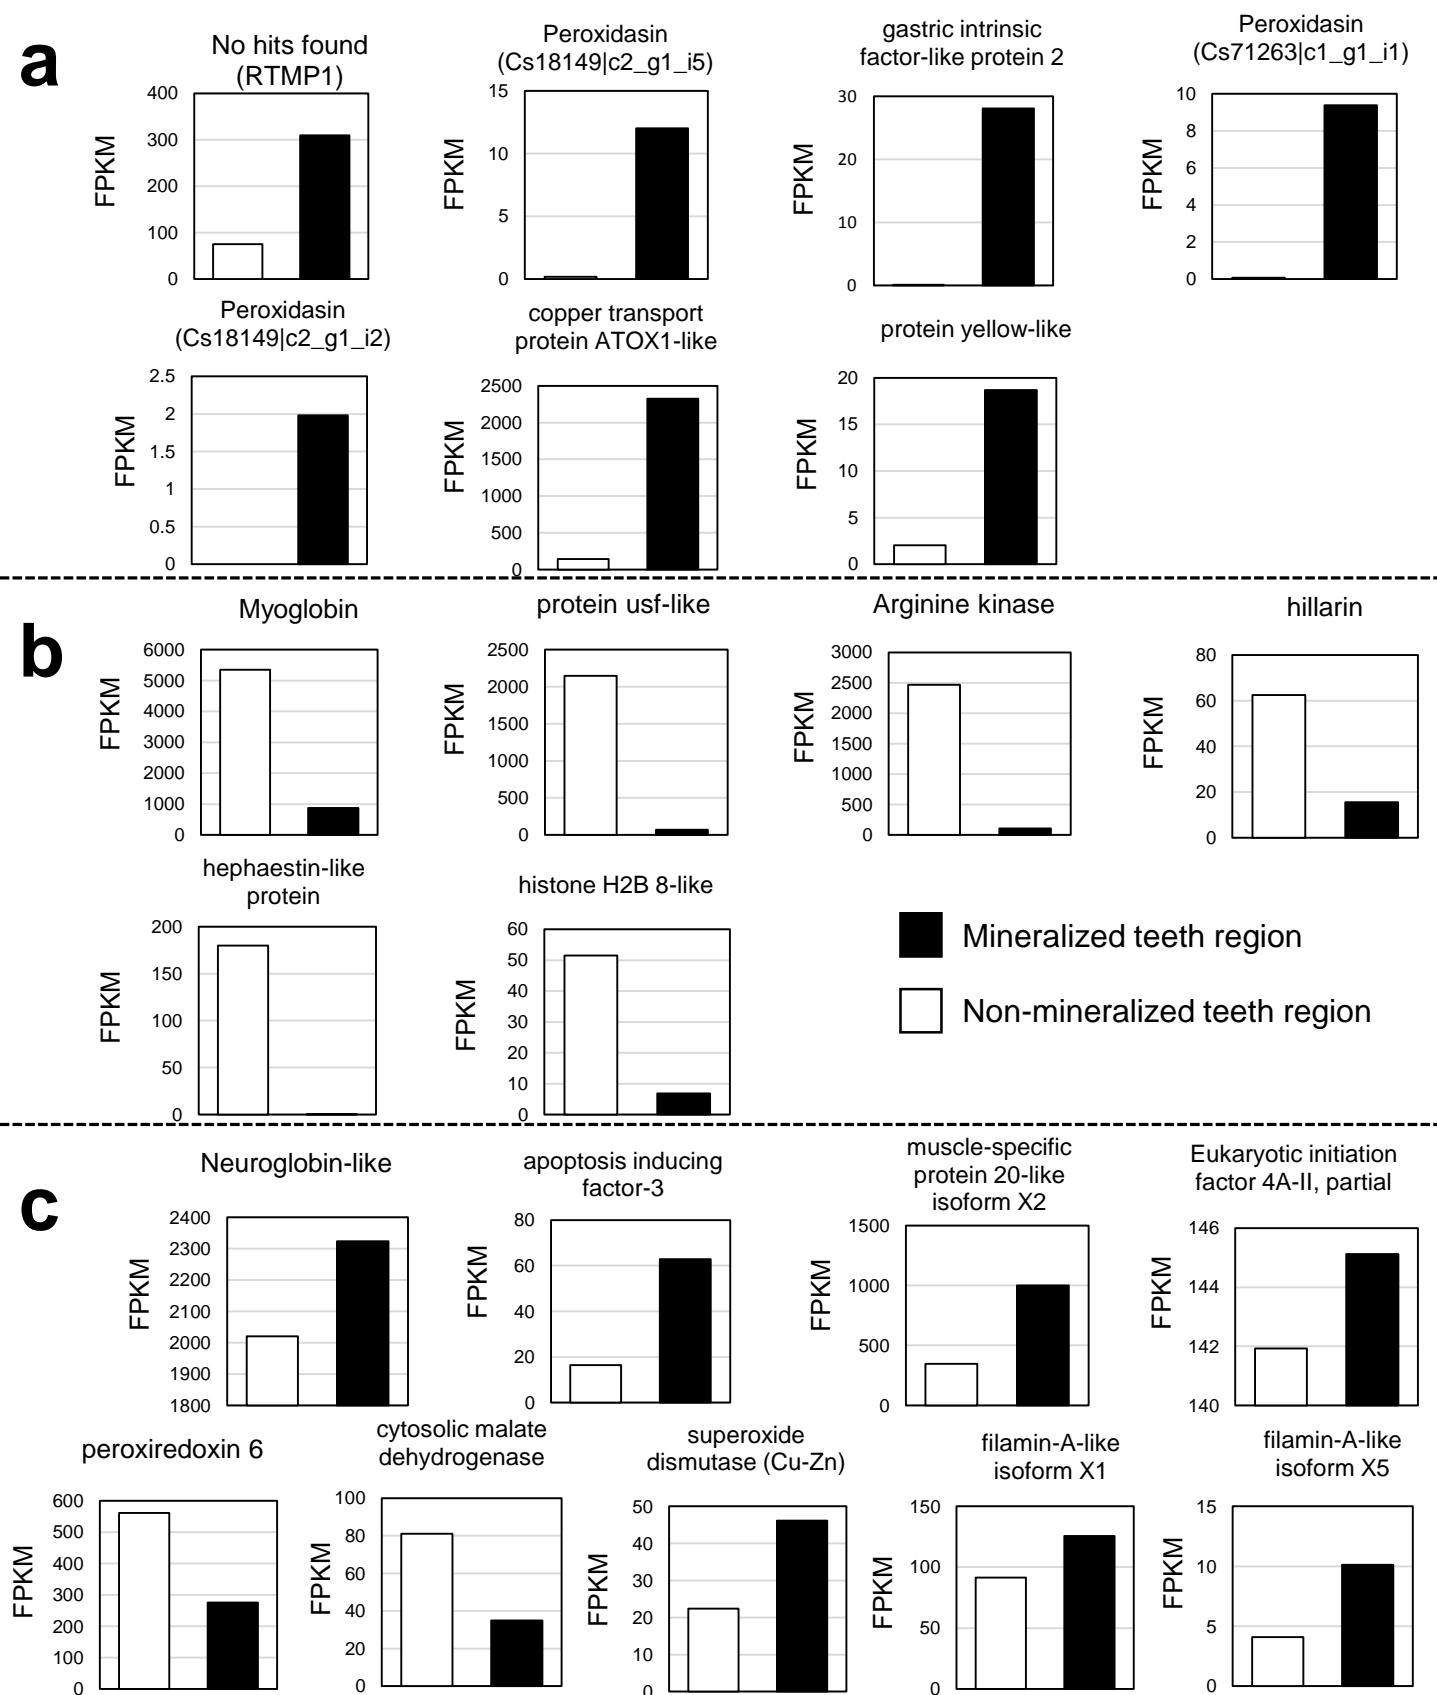 a
No hits found
(RTMP1)
FPKM
400
300
200
100
0
Peroxidasin
(Cs18149|c2_g1_i5)
FPKM
15
10
5
0
gastric intrinsic
factor-like protein 2
FPKM
30
20
10
0
Peroxidasin
(Cs71263|c1_g1_i1)
FPKM
10
8
6
4
2
0
Peroxidasin
(Cs18149|c2_g1_i2)
FPKM
2.5
2
1.5
1
0.5
0
copper transport
protein ATOX1-like
FPKM
2500
2000
1500
1000
500
0
protein yellow-like
FPKM
20
15
10
5
0
b
Myoglobin
FPKM
6000
5000
4000
3000
2000
1000
0
protein usf-like
FPKM
2500
2000
1500
1000
500
0
Arginine kinase
FPKM
3000
2500
2000
1500
1000
500
0
hillarin
FPKM
80
60
40
20
0
hephaestin-like
protein
FPKM
200
150
100
50
0
histone H2B 8-like
FPKM
60
50
40
30
20
10
0
Mineralized teeth region
Non-mineralized teeth region
c
Neuroglobin-like
FPKM
2400
2300
2200
2100
2000
1900
1800
apoptosis inducing
factor-3
FPKM
80
60
40
20
0
muscle-specific
protein 20-like
isoform X2
FPKM
1500
1000
500
0
Eukaryotic initiation
factor 4A-II, partial
FPKM
146
144
142
140
peroxiredoxin 6
FPKM
600
500
400
300
200
100
0
cytosolic malate
dehydrogenase
FPKM
100
80
60
40
20
0
superoxide
dismutase (Cu-Zn)
FPKM
50
40
30
20
10
0
filamin-A-like
isoform X1
FPKM
150
100
50
0
filamin-A-like
isoform X5
FPKM
15
10
5
0